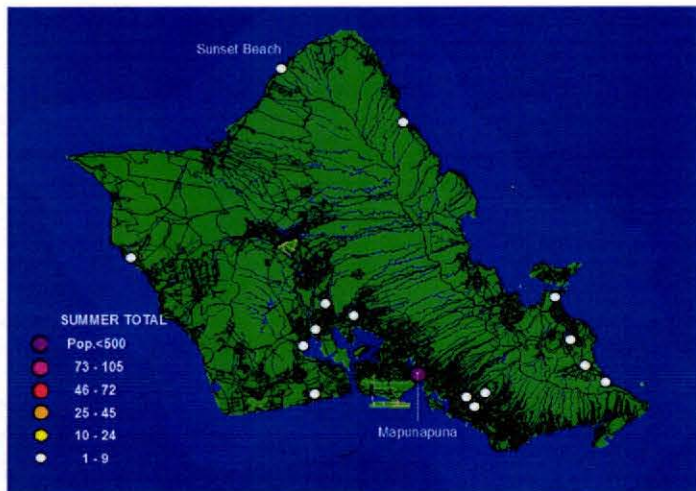 Sunset Beach
SUMMER TOTAL
Pop.<500
73 - 105
46 - 72
25 - 45
10 - 24
1 - 9
Mapunapuna